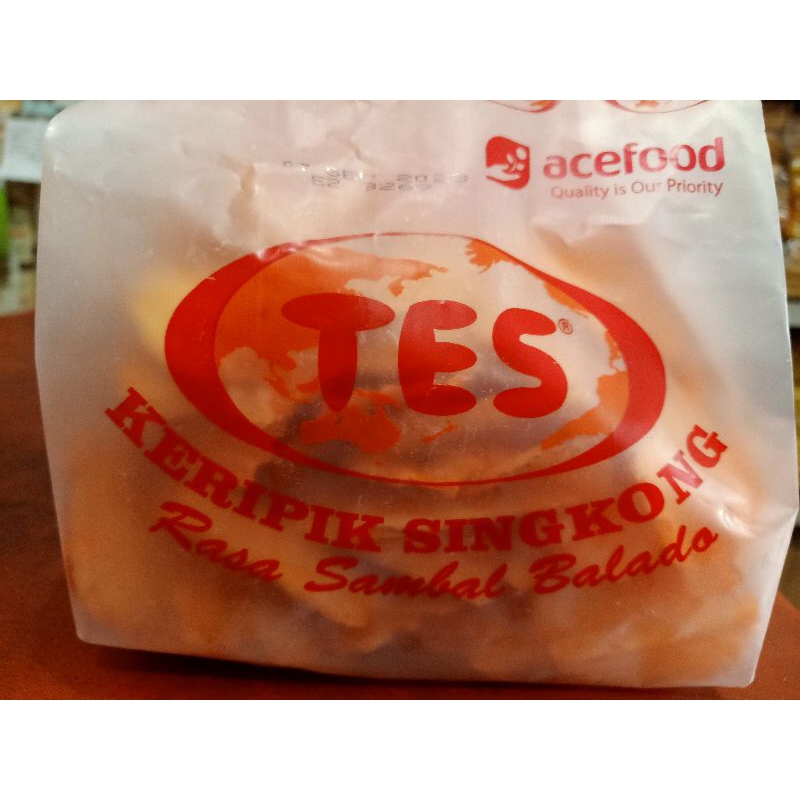 acefood
Quality is Our Priority
TES®
KERIPIK SINGKONG
Rasa Sambal Balado